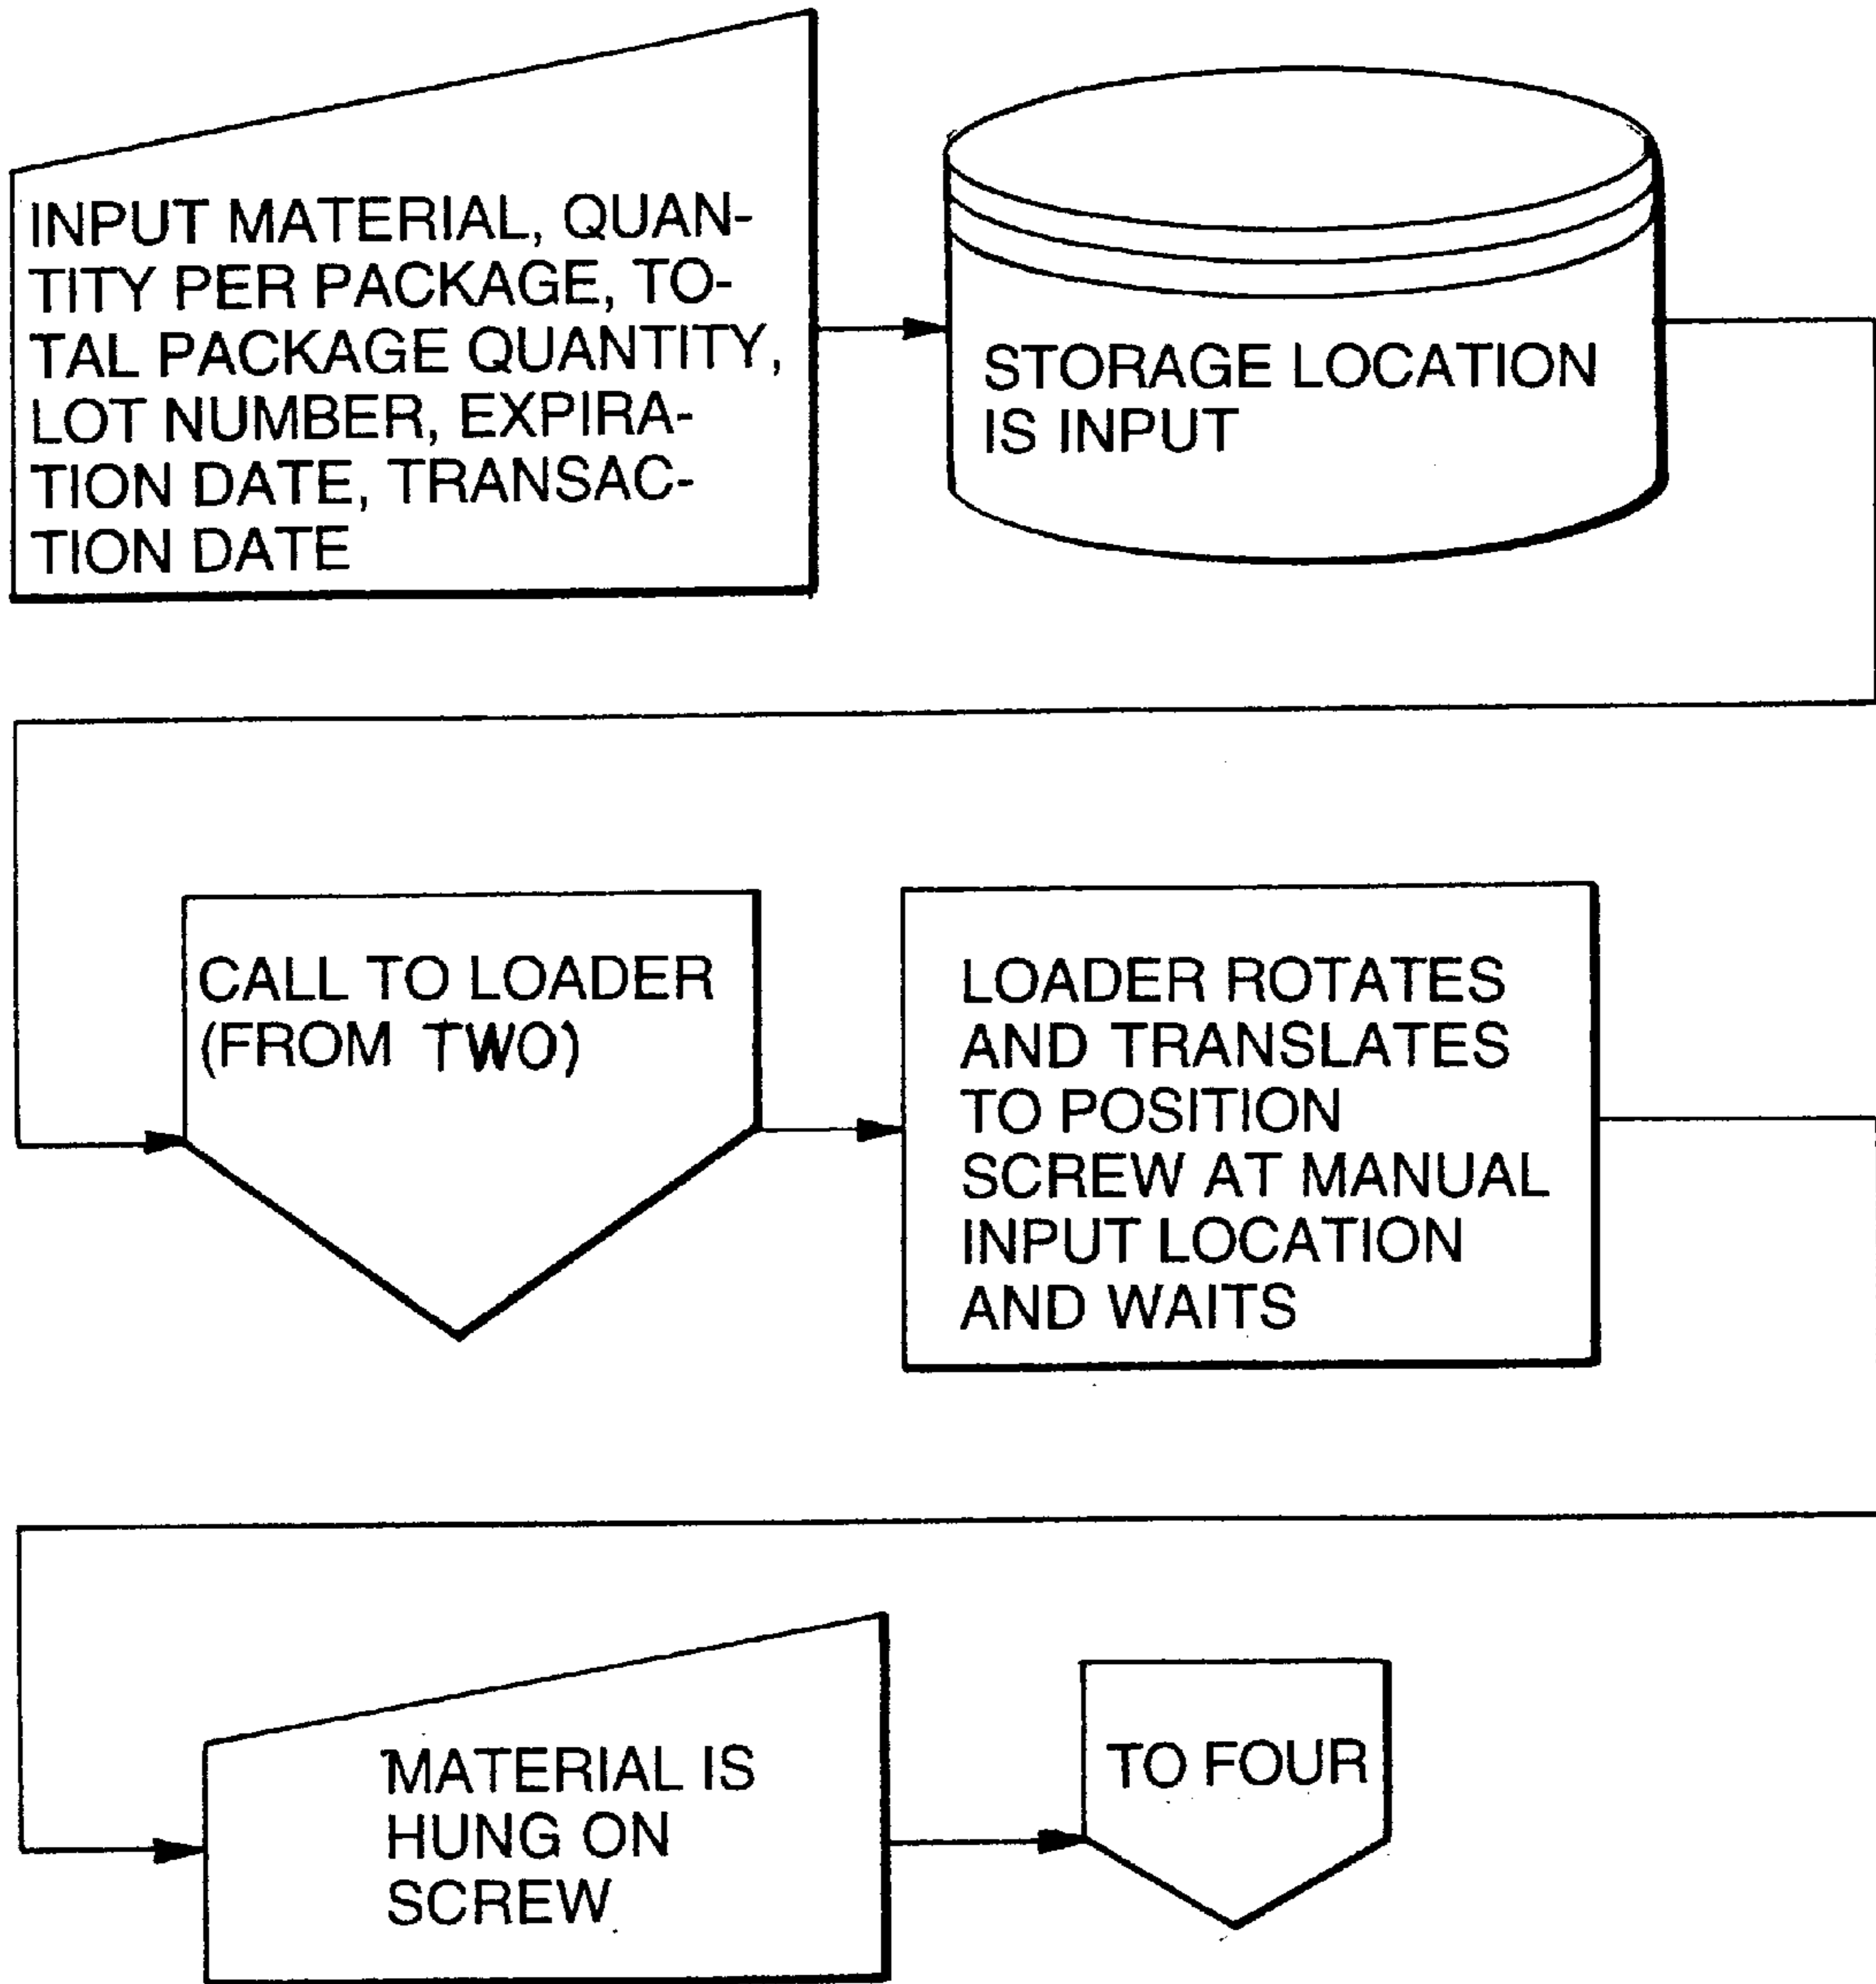 INPUT MATERIAL, QUAN-
TITY PER PACKAGE, TO-
TAL PACKAGE QUANTITY,
LOT NUMBER, EXPIRA-
TION DATE, TRANSAC-
TION DATE
STORAGE LOCATION
IS INPUT
CALL TO LOADER
(FROM TWO)
LOADER ROTATES
AND TRANSLATES
TO POSITION
SCREW AT MANUAL
INPUT LOCATION
AND WAITS
MATERIAL IS
HUNG ON
SCREW
TO FOUR